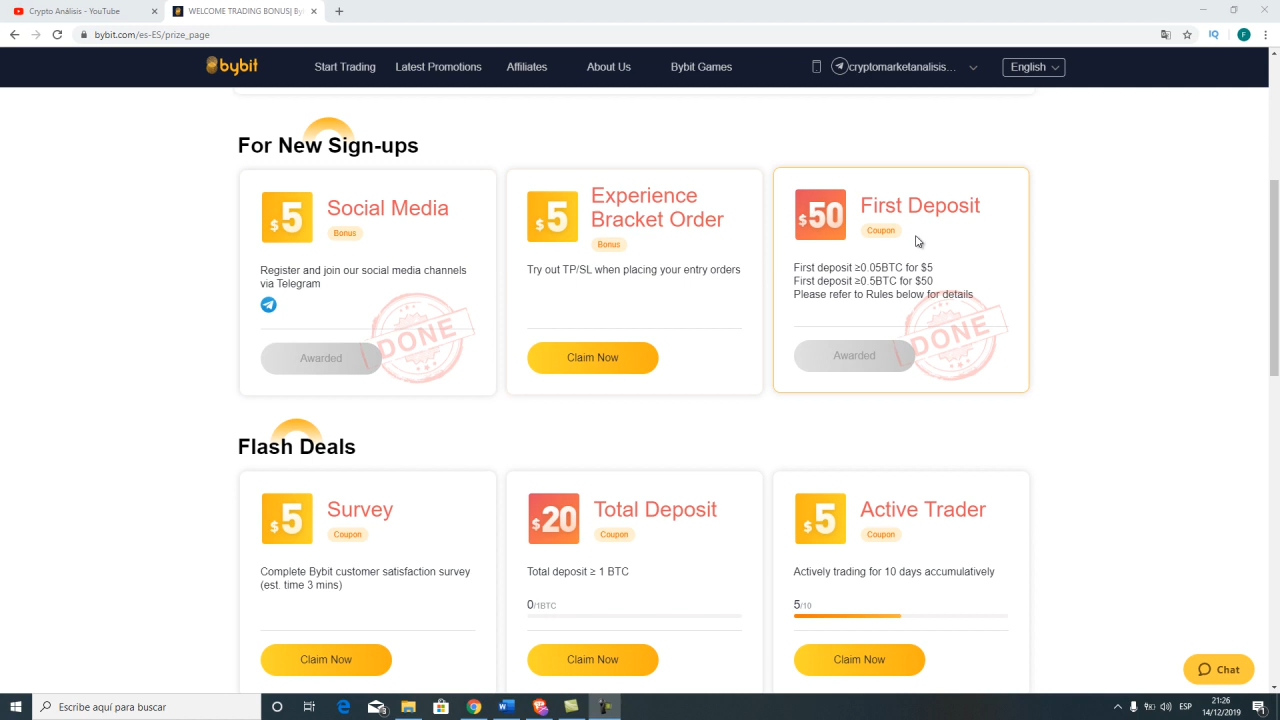 Crypto Análisis - YouTube
WELCOME TRADING BONUS| Byb
bybit.com/es-ES/prize_page
IQ
F
bybit
Start Trading
Latest Promotions
Affiliates
About Us
Bybit Games
cryptomarketanalisis...
English
For New Sign-ups
$5
Social Media
Bonus
Register and join our social media channels
via Telegram
DONE
Awarded
$5
Experience
Bracket Order
Bonus
Try out TP/SL when placing your entry orders
Claim Now
$50
First Deposit
Coupon
First deposit ≥0.05BTC for $5
First deposit ≥0.5BTC for $50
Please refer to Rules below for details
DONE
Awarded
Flash Deals
$5
Survey
Coupon
Complete Bybit customer satisfaction survey
(est. time 3 mins)
Claim Now
$20
Total Deposit
Coupon
Total deposit ≥ 1 BTC
0/1BTC
Claim Now
$5
Active Trader
Coupon
Actively trading for 10 days accumulatively
5/10
Claim Now
Chat
Escribe aquí para buscar
ESP
21:26
14/12/2019